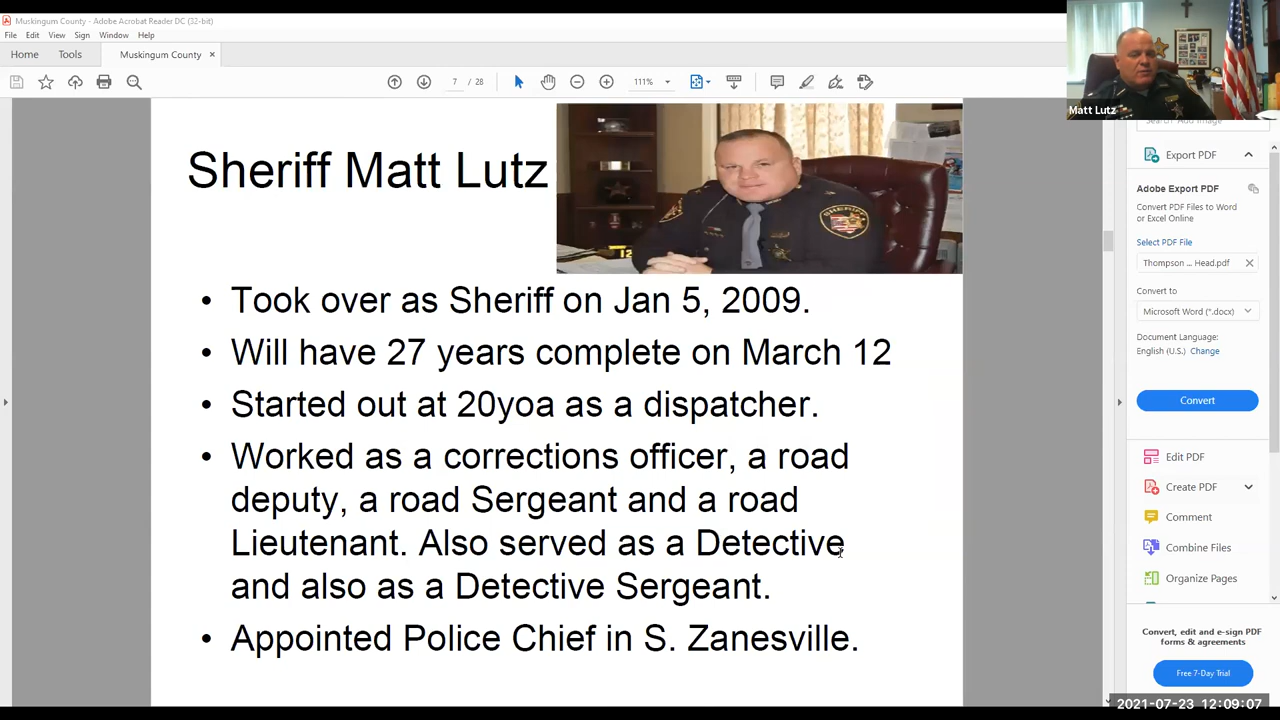 Muskingum County - Adobe Acrobat Reader DC (32-bit)
File Edit View Sign Window Help
Home Tools Muskingum County ×
7 / 28 111%
Matt Lutz
Sheriff Matt Lutz
SHERIFF
• Took over as Sheriff on Jan 5, 2009.
• Will have 27 years complete on March 12
• Started out at 20yoa as a dispatcher.
• Worked as a corrections officer, a road
deputy, a road Sergeant and a road
Lieutenant. Also served as a Detective
and also as a Detective Sergeant.
• Appointed Police Chief in S. Zanesville.
Search 'Add Image'
Export PDF
Adobe Export PDF
Convert PDF Files to Word
or Excel Online
Select PDF File
Thompson ... Head.pdf
Convert to
Microsoft Word (*.docx)
Document Language:
English (U.S.) Change
Convert
Edit PDF
Create PDF
Comment
Combine Files
Organize Pages
Convert, edit and e-sign PDF
forms & agreements
Free 7-Day Trial
2021-07-23 12:09:07